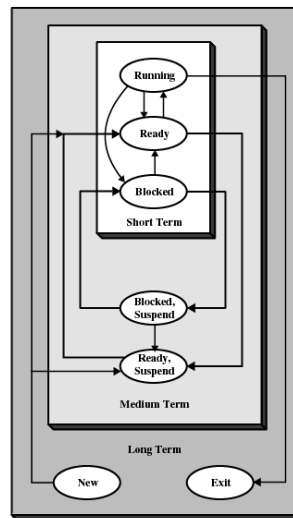 Running
Ready
Blocked
Short Term
Blocked,
Suspend
Ready,
Suspend
Medium Term
Long Term
New
Exit